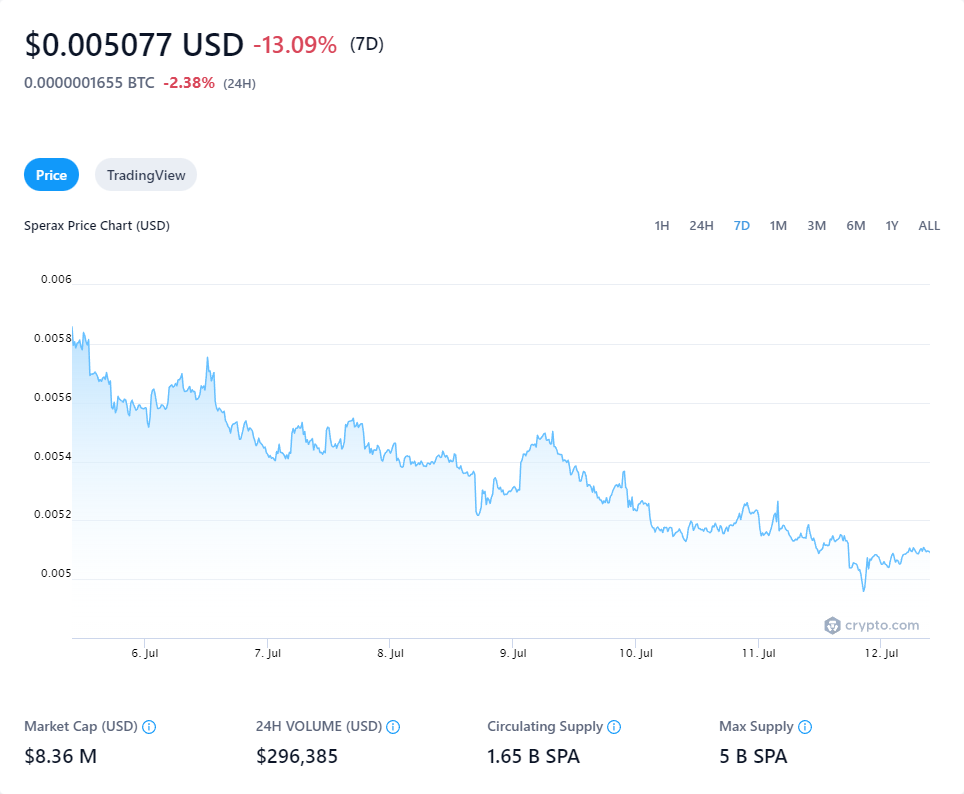 $0.005077 USD -13.09% (7D)
0.0000001655 BTC -2.38% (24H)
Price TradingView
Sperax Price Chart (USD) 1H 24H 7D 1M 3M 6M 1Y ALL
0.006
0.0058
0.0056
0.0054
0.0052
0.005
crypto.com
6. Jul 7. Jul 8. Jul 9. Jul 10. Jul 11. Jul 12. Jul
Market Cap (USD) 24H VOLUME (USD) Circulating Supply Max Supply
$8.36 M $296,385 1.65 B SPA 5 B SPA